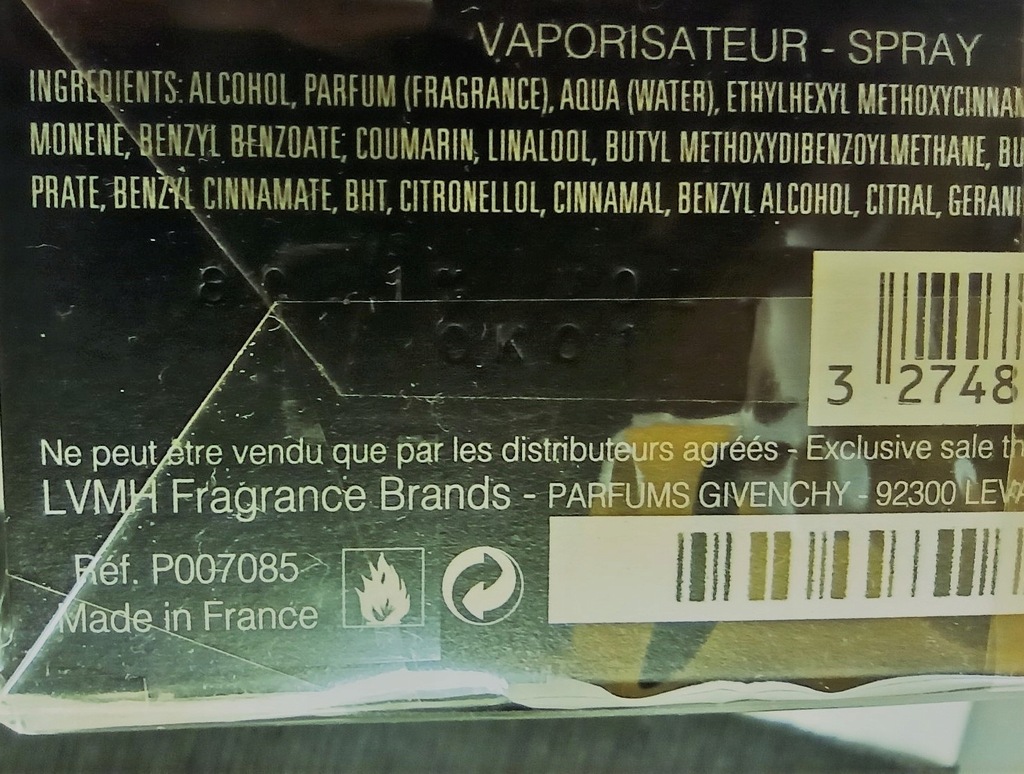 VAPORISATEUR - SPRAY
INGREDIENTS: ALCOHOL, PARFUM (FRAGRANCE), AQUA (WATER), ETHYLHEXYL METHOXYCINNA
MONENE, BENZYL BENZOATE, COUMARIN, LINALOOL, BUTYL METHOXYDIBENZOYLMETHANE, BU
PRATE, BENZYL CINNAMATE, BHT, CITRONELLOL, CINNAMAL, BENZYL ALCOHOL, CITRAL, GERANI
3 2748
Ne peut être vendu que par les distributeurs agréés - Exclusive sale th
LVMH Fragrance Brands - PARFUMS GIVENCHY - 92300 LEV
Réf. P007085
Made in France